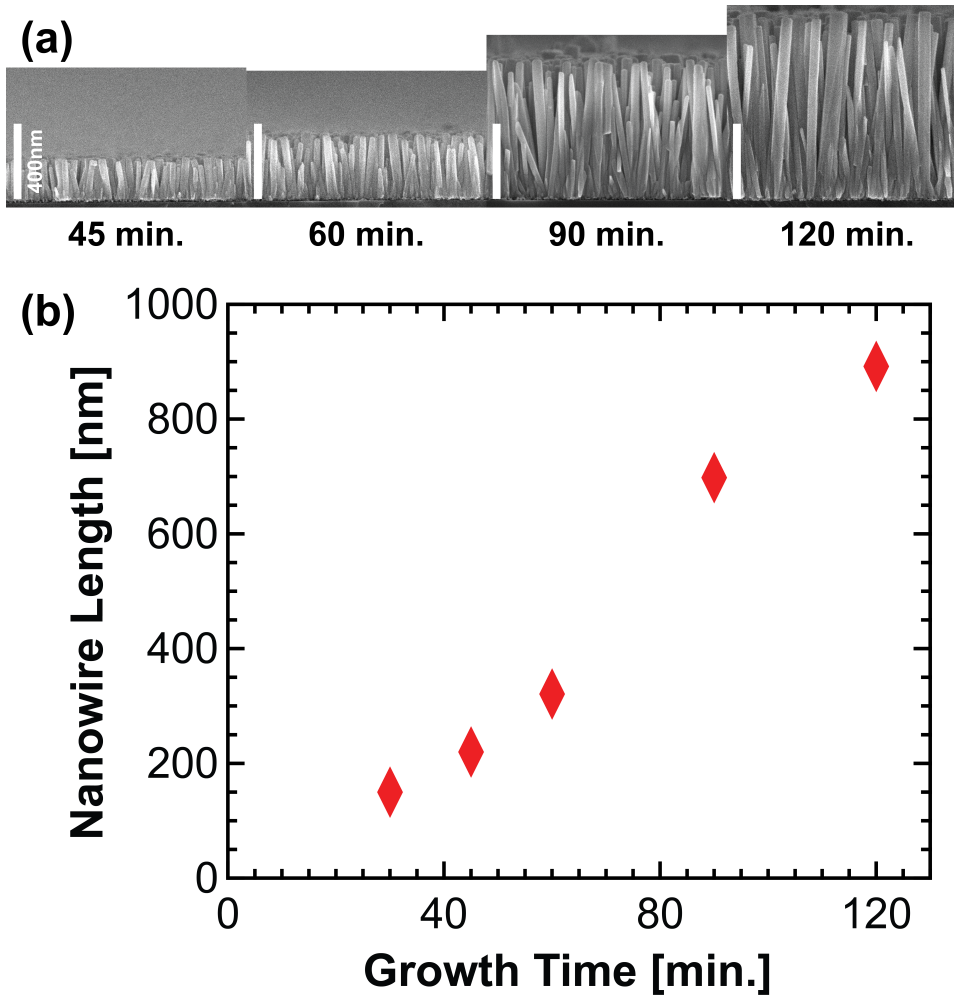 (a)
400nm
45 min.
60 min.
90 min.
120 min.
(b)
1000
800
600
400
200
0
Nanowire Length [nm]
0
40
80
120
Growth Time [min.]